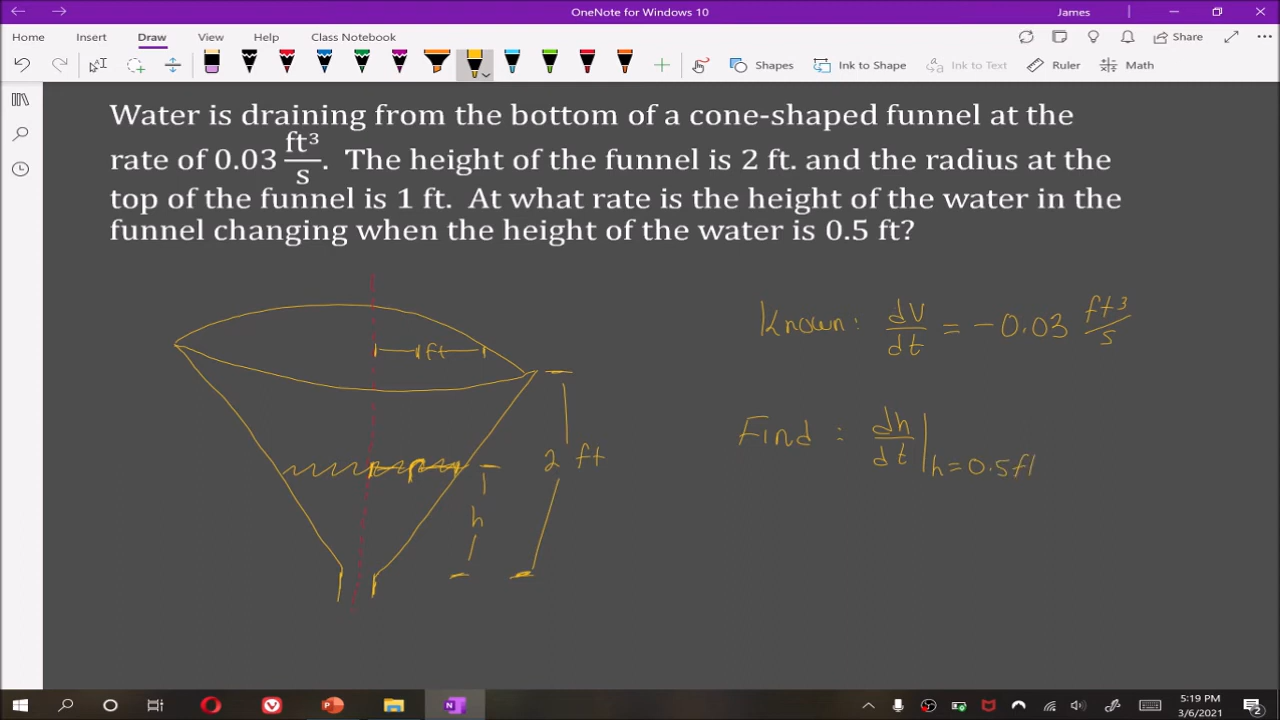 OneNote for Windows 10
James
Home Insert Draw View Help Class Notebook
Share
Shapes Ink to Shape Ink to Text Ruler Math
Water is draining from the bottom of a cone-shaped funnel at the
rate of 0.03 ft³/s. The height of the funnel is 2 ft. and the radius at the
top of the funnel is 1 ft. At what rate is the height of the water in the
funnel changing when the height of the water is 0.5 ft?
1ft
2 ft
r
h
Known: dV/dt = -0.03 ft³/s
Find: dh/dt | h=0.5ft
5:19 PM
3/6/2021
2